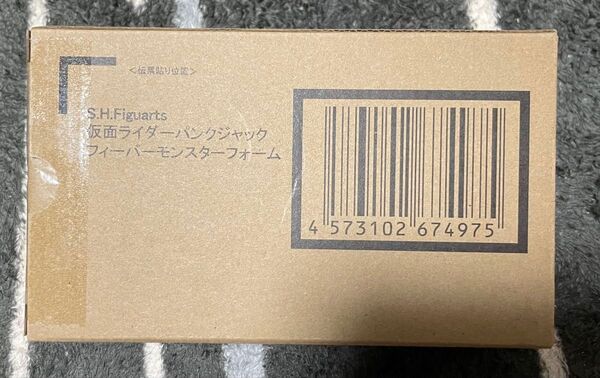 <伝票貼り位置>
S.H.Figuarts
仮面ライダーパンクジャック
フィーバーモンスターフォーム
4 573102 674975